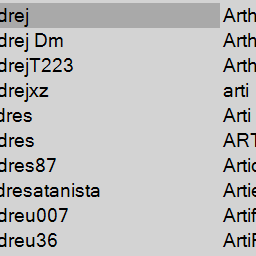 drej Arth
drej Dm Arth
drejT223 Arth
drejxz arti
dres Arti
dres ART
dres87 Artic
dresatanista Artie
dreu007 Artif
dreu36 ArtiF